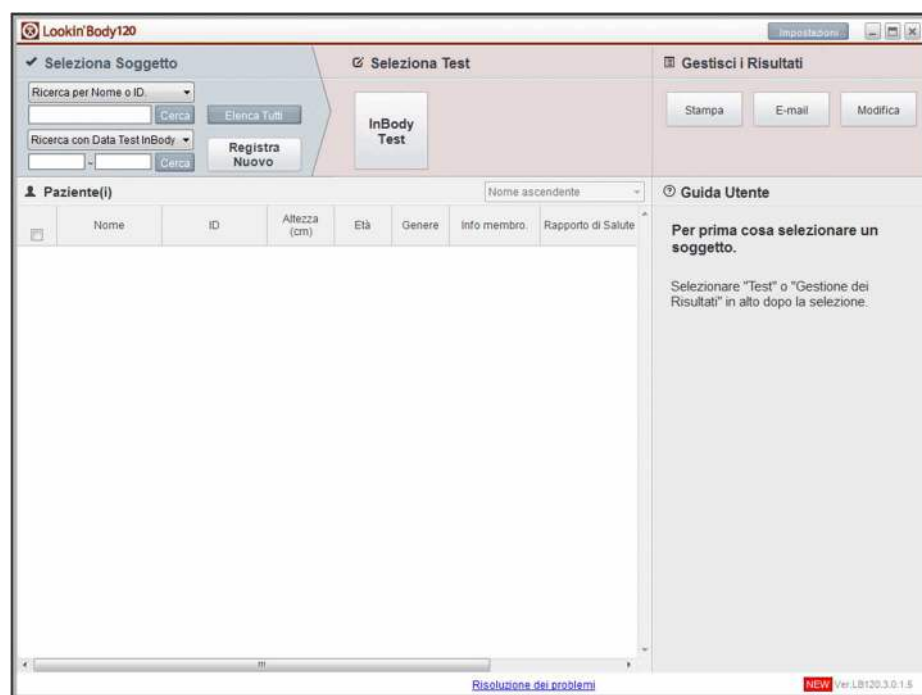 Lookin'Body120
Impostazioni
Seleziona Soggetto
Seleziona Test
Gestisci i Risultati
Ricerca per Nome o ID.
Cerca
Elenca Tutti
Ricerca con Data Test InBody
-
Cerca
Registra
Nuovo
InBody
Test
Stampa
E-mail
Modifica
Paziente(i)
Nome ascendente
Guida Utente
Nome
ID
Altezza
(cm)
Età
Genere
Info membro.
Rapporto di Salute
Per prima cosa selezionare un
soggetto.
Selezionare "Test" o "Gestione dei
Risultati" in alto dopo la selezione.
Risoluzione dei problemi
NEW Ver.LB120.3.0.1.5